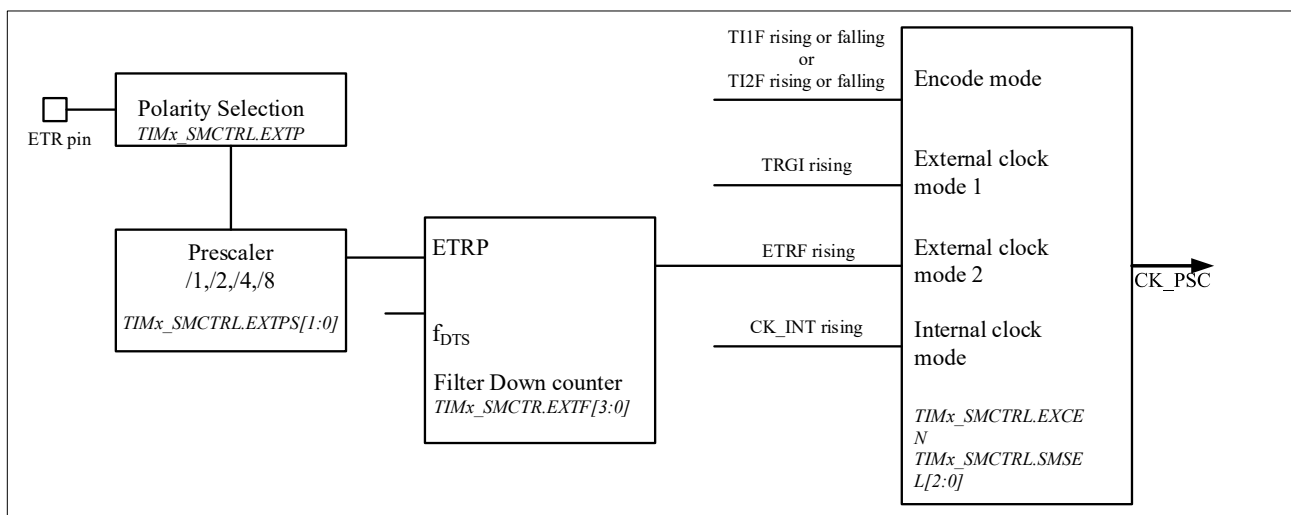 ETR pin
Polarity Selection
TIMx_SMCTRL.EXTP
Prescaler
/1,/2,/4,/8
TIMx_SMCTRL.EXTPS[1:0]
ETRP
fDTS
Filter Down counter
TIMx_SMCTR.EXTF[3:0]
TI1F rising or falling
or
TI2F rising or falling
TRGI rising
ETRF rising
CK_INT rising
Encode mode
External clock
mode 1
External clock
mode 2
Internal clock
mode
TIMx_SMCTRL.EXCE
N
TIMx_SMCTRL.SMSE
L[2:0]
CK_PSC